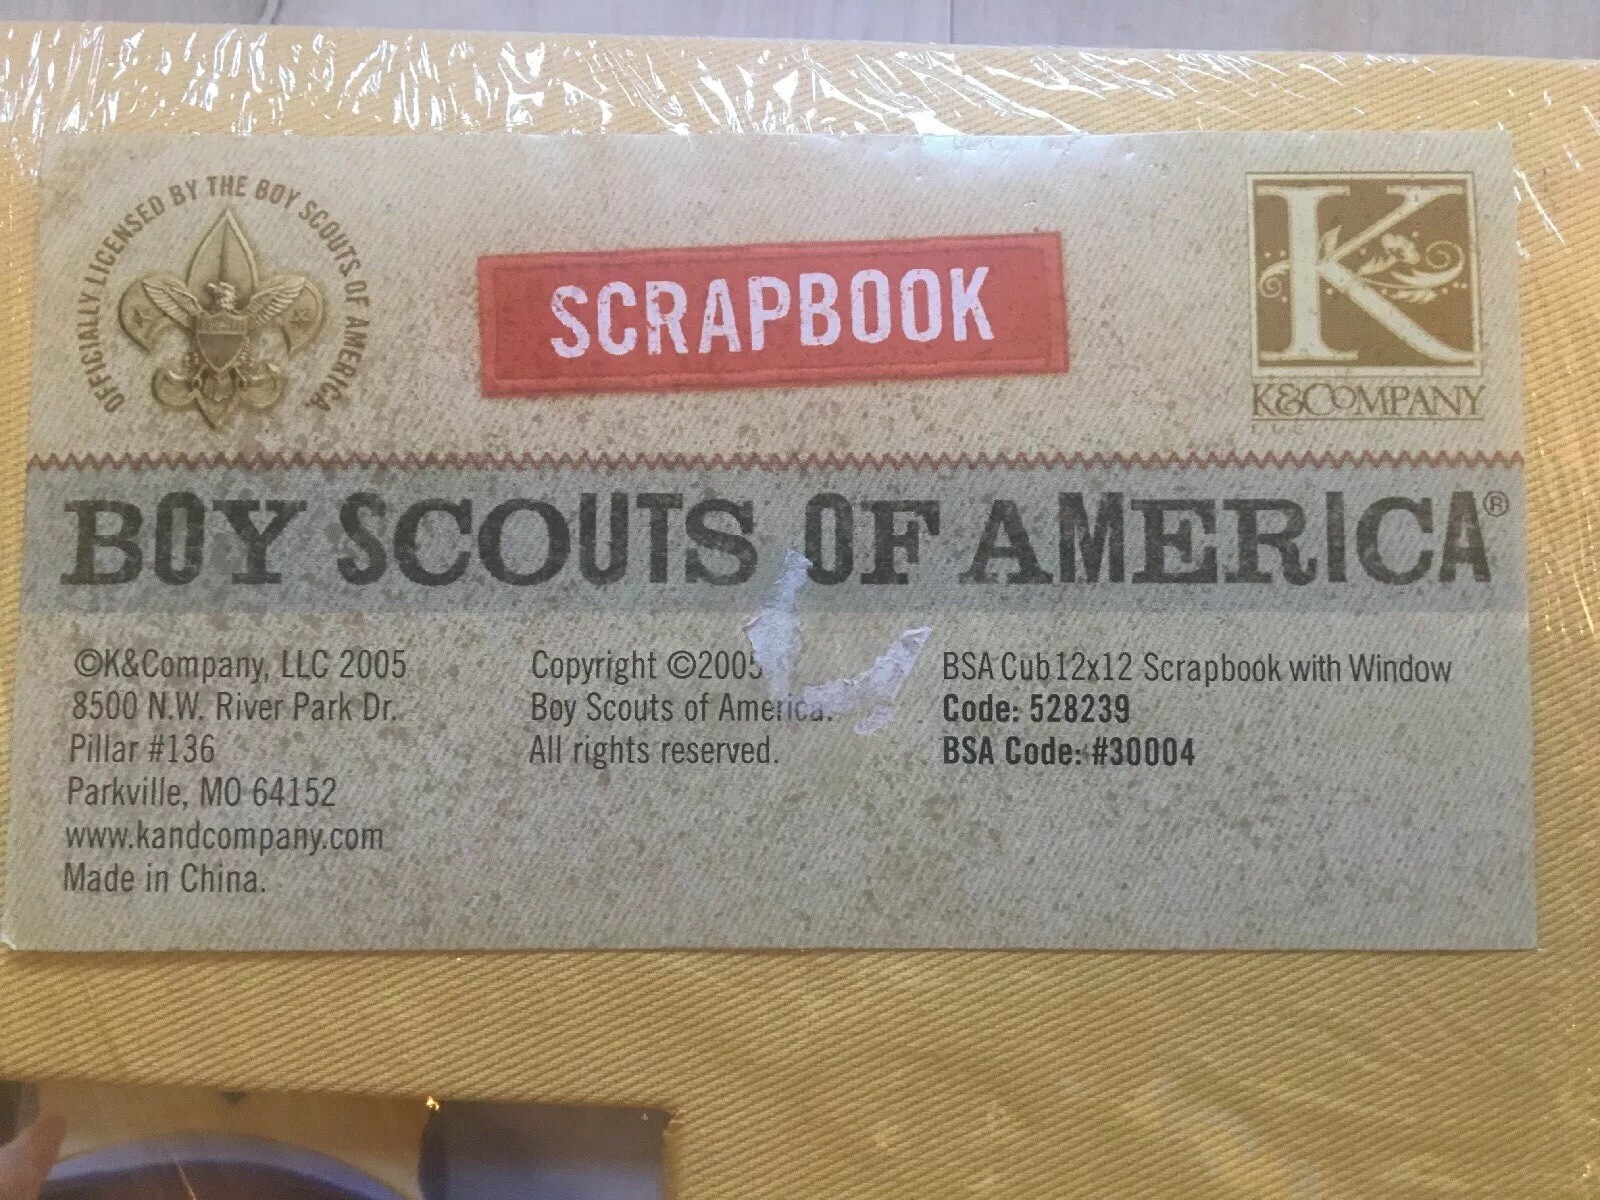 OFFICIALLY LICENSED BY THE BOY SCOUTS OF AMERICA
SCRAPBOOK
K
K&COMPANY
BOY SCOUTS OF AMERICA®
©K&Company, LLC 2005
8500 N.W. River Park Dr.
Pillar #136
Parkville, MO 64152
www.kandcompany.com
Made in China.
Copyright ©2005
Boy Scouts of America.
All rights reserved.
BSA Cub 12x12 Scrapbook with Window
Code: 528239
BSA Code: #30004